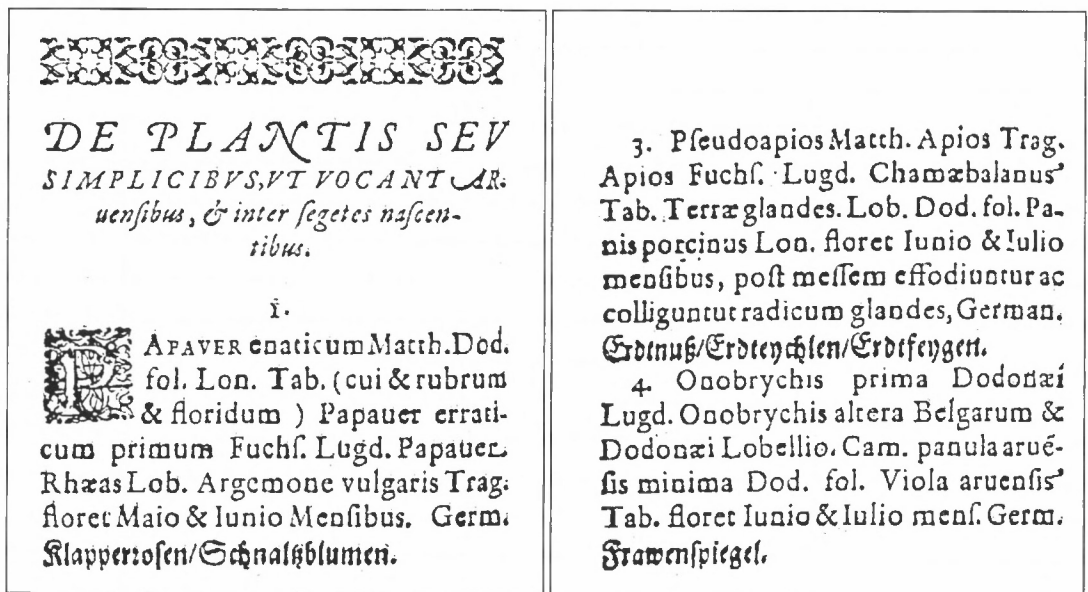 DE PLANTIS SEV
SIMPLICIBVS, VT VOCANT AR-
uensibus, & inter segetes nascen-
tibus.
1.
PAPAVER enaticum Matth. Dod.
fol. Lon. Tab. (cui & rubrum
& floridum ) Papauer errati-
cum primum Fuchſ. Lugd. Papauer
Rhæas Lob. Argemone vulgaris Trag.
floret Maio & Iunio Mensibus. Germ.
Klapperrosen/Schnaltzblumen.
3. Pſeudoapios Matth. Apios Trag.
Apios Fuchſ. Lugd. Chamæbalanus
Tab. Terræ glandes. Lob. Dod. fol. Pa-
nis porcinus Lon. floret Iunio & Iulio
menſibus, poſt meſſem effodiuntur ac
colliguntur radicum glandes, German.
Erdtnuß/Erdteychlen/Erdtfeygen.
4. Onobrychis prima Dodonæi
Lugd. Onobrychis altera Belgarum &
Dodonæi Lobellio. Cam. panula arué-
ſis minima Dod. fol. Viola aruenſis
Tab. floret Iunio & Iulio menſ. Germ.
Frawenſpiegel.